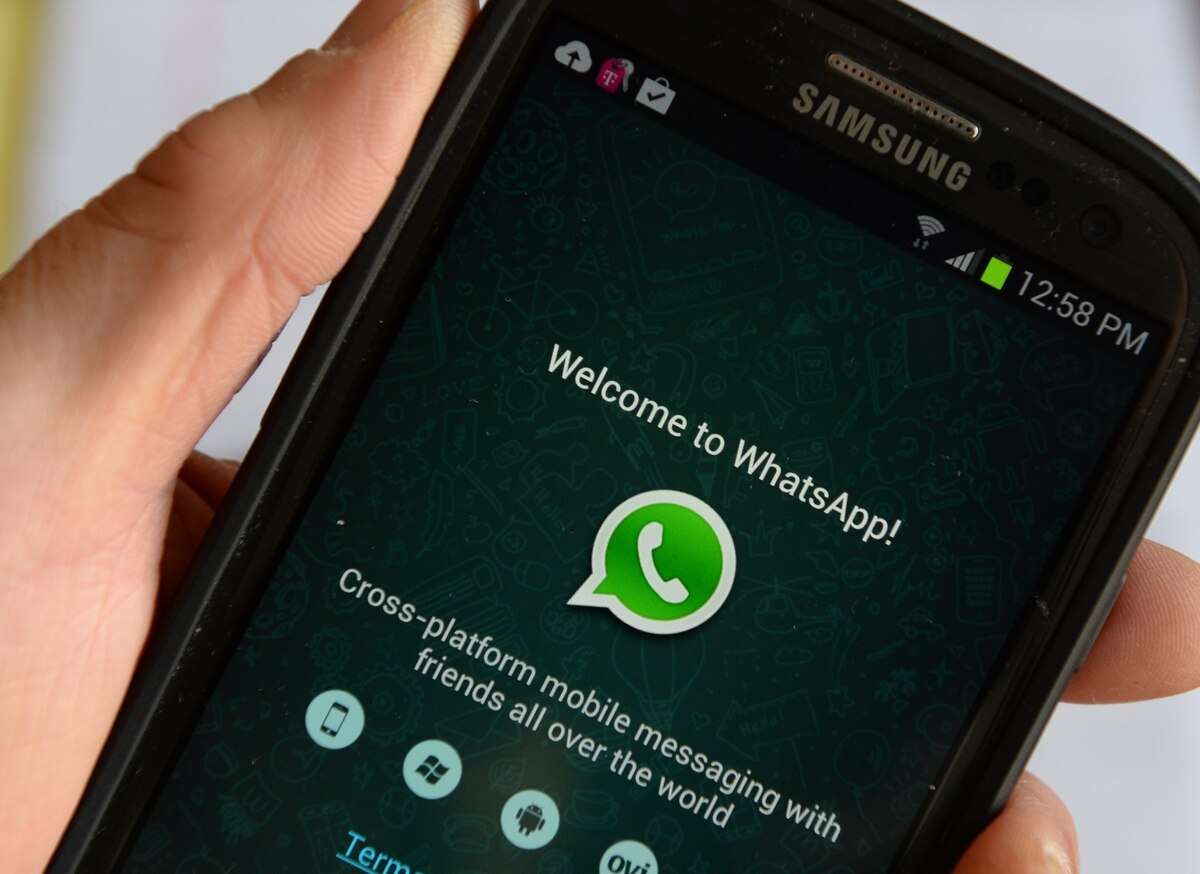 SAMSUNG
T
12:58 PM
Welcome to WhatsApp!
Cross-platform mobile messaging with
friends all over the world
ovi